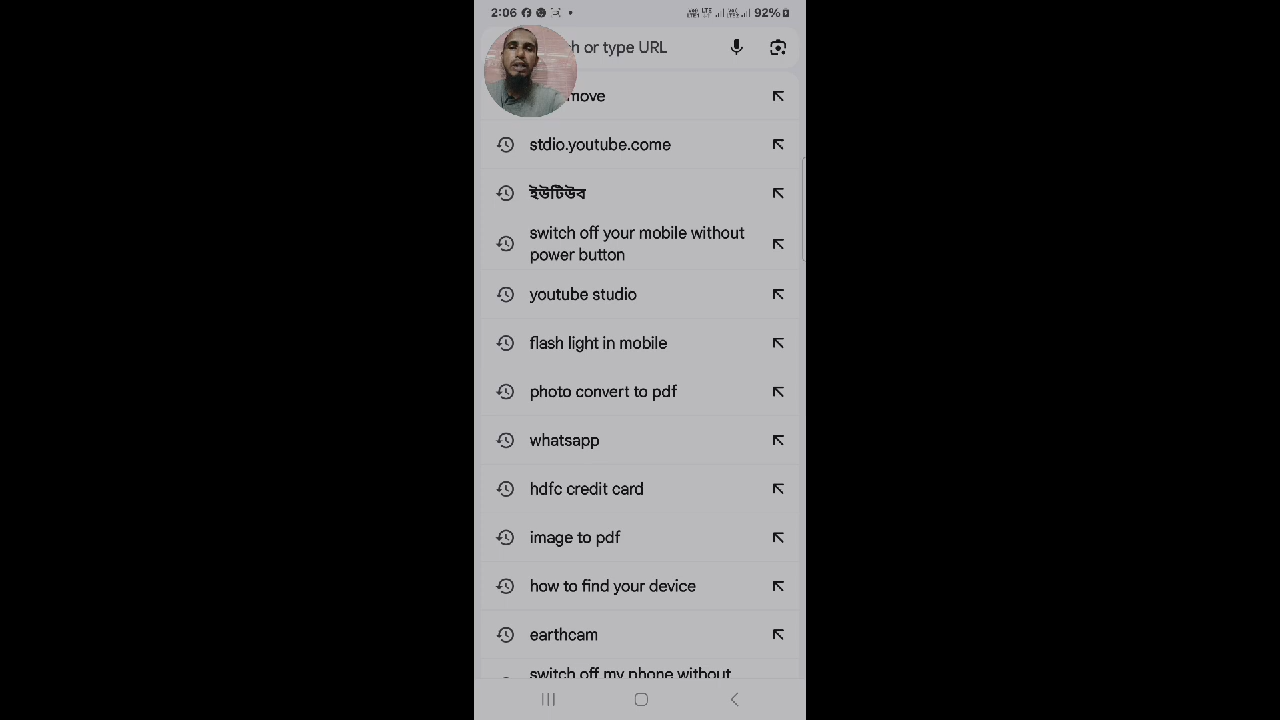 2:06 92%
h or type URL
move
stdio.youtube.come
ইউটিউব
switch off your mobile without
power button
youtube studio
flash light in mobile
photo convert to pdf
whatsapp
hdfc credit card
image to pdf
how to find your device
earthcam
switch off my phone without